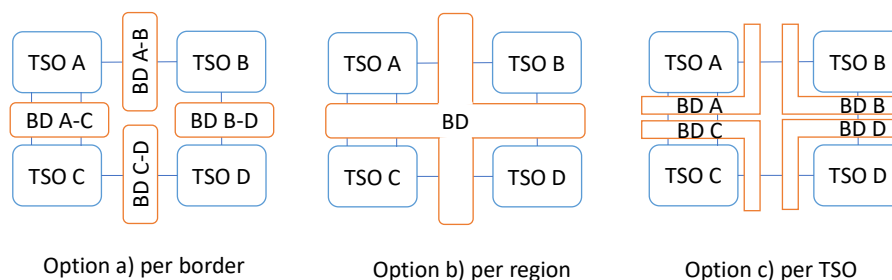 TSO A
BD A-B
TSO B
BD A-C
BD B-D
TSO C
BD C-D
TSO D
Option a) per border
TSO A
TSO B
BD
TSO C
TSO D
Option b) per region
TSO A
TSO B
BD A
BD B
BD C
BD D
TSO C
TSO D
Option c) per TSO